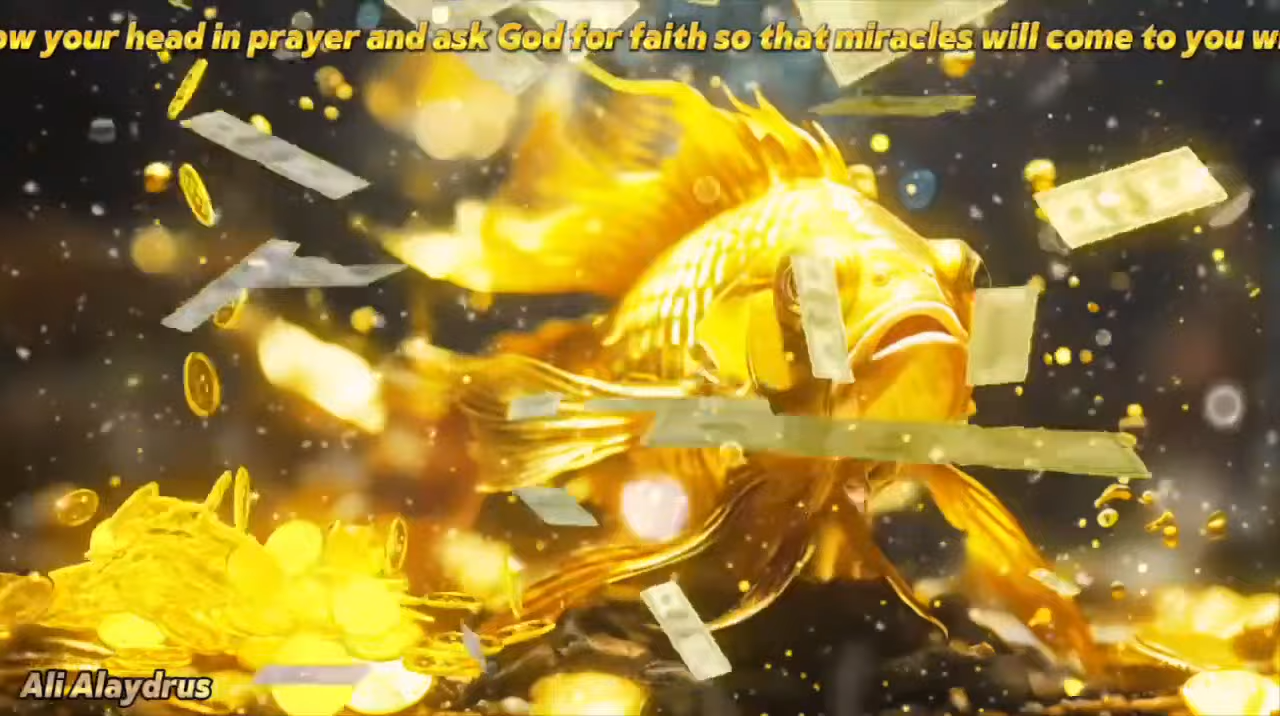 ow your head in prayer and ask God for faith so that miracles will come to you w
Ali Alaydrus